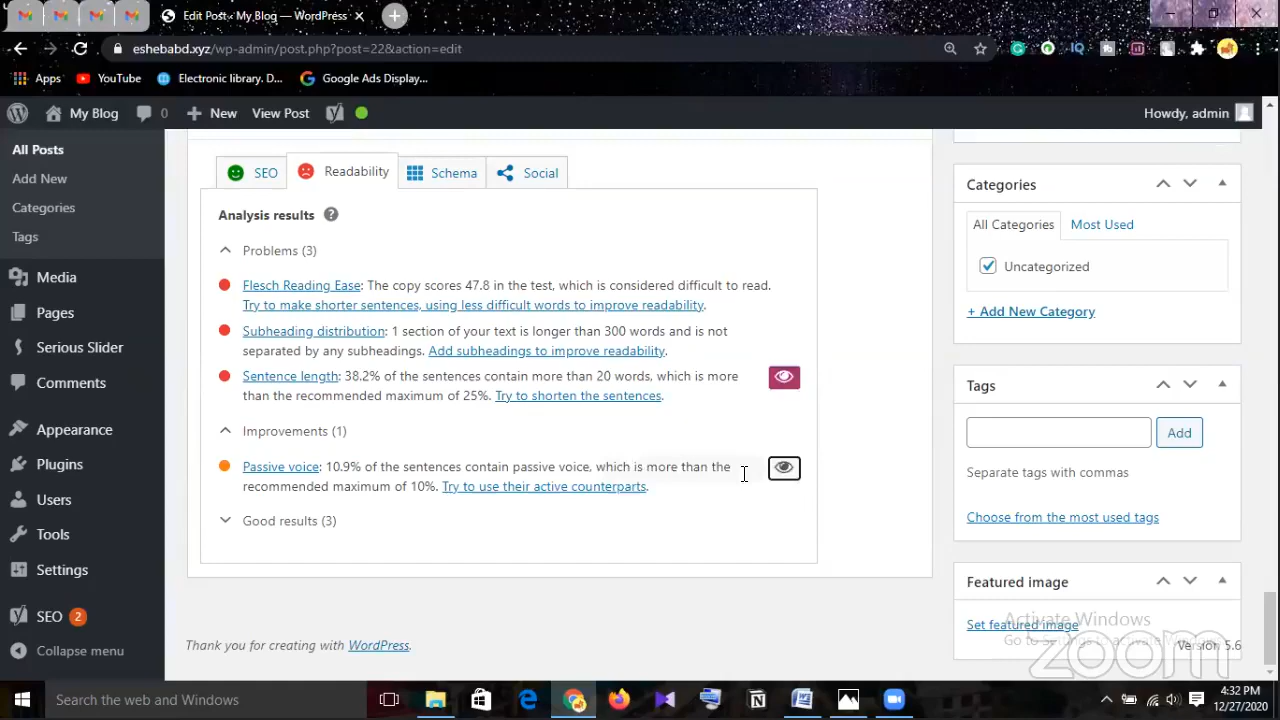 Edit Post ‹ My Blog — WordPress
eshebabd.xyz/wp-admin/post.php?post=22&action=edit
Apps
YouTube
Electronic library. D...
Google Ads Display...
My Blog
0
New
View Post
Howdy, admin
All Posts
Add New
Categories
Tags
Media
Pages
Serious Slider
Comments
Appearance
Plugins
Users
Tools
Settings
SEO 2
Collapse menu
SEO
Readability
Schema
Social
Analysis results
Problems (3)
Flesch Reading Ease: The copy scores 47.8 in the test, which is considered difficult to read.
Try to make shorter sentences, using less difficult words to improve readability.
Subheading distribution: 1 section of your text is longer than 300 words and is not
separated by any subheadings. Add subheadings to improve readability.
Sentence length: 38.2% of the sentences contain more than 20 words, which is more
than the recommended maximum of 25%. Try to shorten the sentences.
Improvements (1)
Passive voice: 10.9% of the sentences contain passive voice, which is more than the
recommended maximum of 10%. Try to use their active counterparts.
Good results (3)
Thank you for creating with WordPress.
Categories
All Categories
Most Used
Uncategorized
+ Add New Category
Tags
Add
Separate tags with commas
Choose from the most used tags
Featured image
Set featured image
Activate Windows
Go to Settings to activate Windows.
Version 5.6
zoom
Search the web and Windows
4:32 PM
12/27/2020